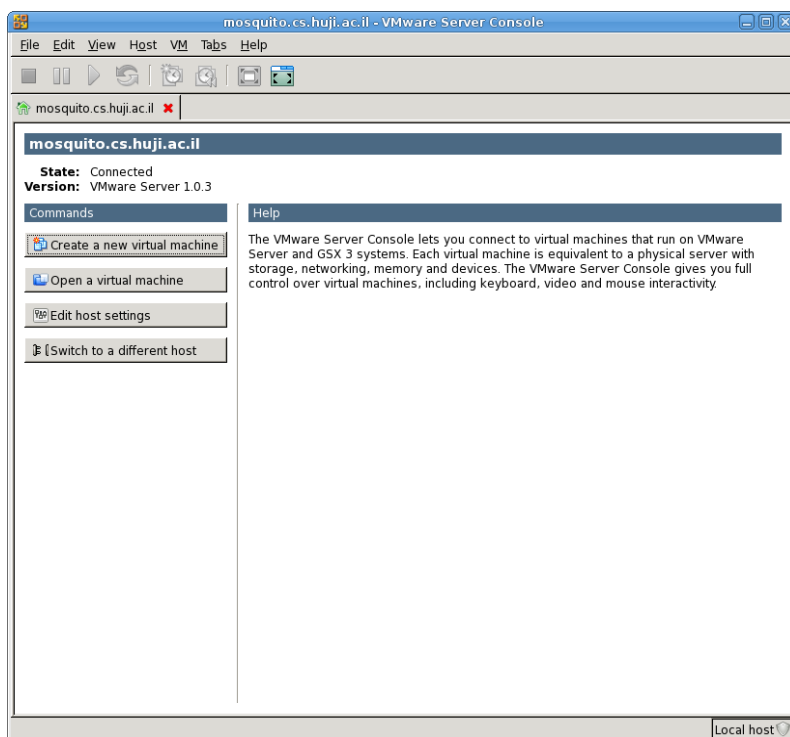 mosquito.cs.huji.ac.il - VMware Server Console
File Edit View Host VM Tabs Help
mosquito.cs.huji.ac.il
mosquito.cs.huji.ac.il
State: Connected
Version: VMware Server 1.0.3
Commands
Create a new virtual machine
Open a virtual machine
Edit host settings
Switch to a different host
Help
The VMware Server Console lets you connect to virtual machines that run on VMware
Server and GSX 3 systems. Each virtual machine is equivalent to a physical server with
storage, networking, memory and devices. The VMware Server Console gives you full
control over virtual machines, including keyboard, video and mouse interactivity.
Local host